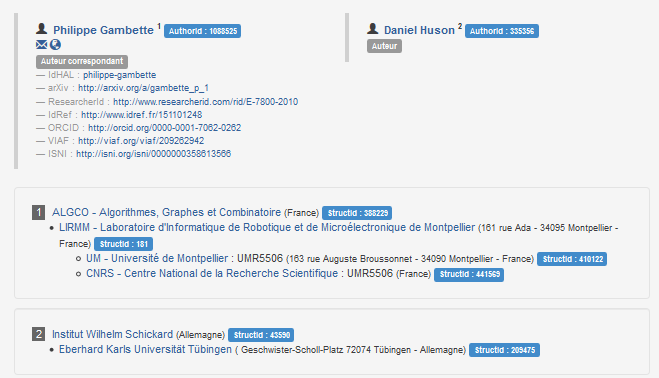 Philippe Gambette 1 AuthorId : 1088525
Auteur correspondant
— IdHAL : philippe-gambette
— arXiv : http://arxiv.org/a/gambette_p_1
— ResearcherId : http://www.researcherid.com/rid/E-7800-2010
— IdRef : http://www.idref.fr/151101248
— ORCID : http://orcid.org/0000-0001-7062-0262
— VIAF : http://viaf.org/viaf/209262942
— ISNI : http://isni.org/isni/0000000358613566
Daniel Huson 2 AuthorId : 335356
Auteur
1 ALGCO - Algorithmes, Graphes et Combinatoire (France) StructId : 388229
• LIRMM - Laboratoire d'Informatique de Robotique et de Microélectronique de Montpellier (161 rue Ada - 34095 Montpellier -
France) StructId : 181
UM - Université de Montpellier : UMR5506 (163 rue Auguste Broussonnet - 34090 Montpellier - France) StructId : 410122
CNRS - Centre National de la Recherche Scientifique : UMR5506 (France) StructId : 441569
2 Institut Wilhelm Schickard (Allemagne) StructId : 43590
• Eberhard Karls Universität Tübingen ( Geschwister-Scholl-Platz 72074 Tübingen - Allemagne) StructId : 209475